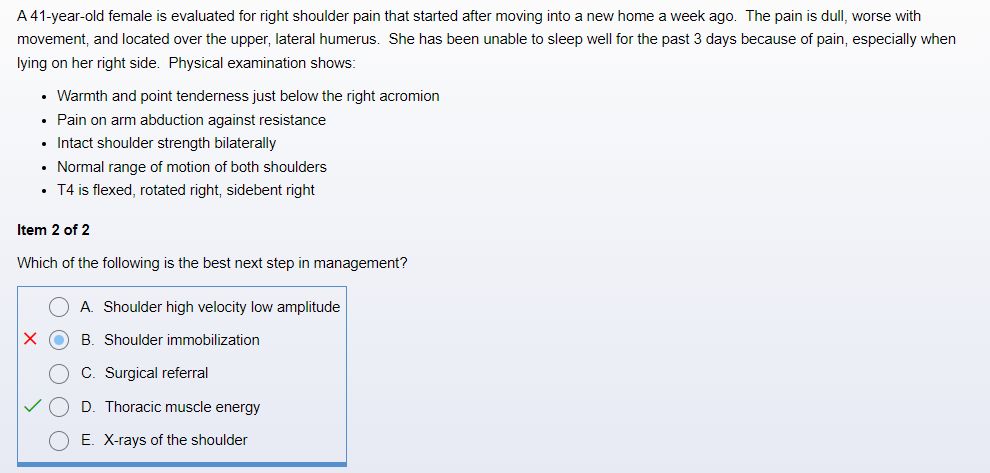 A 41-year-old female is evaluated for right shoulder pain that started after moving into a new home a week ago.  The pain is dull, worse with
movement, and located over the upper, lateral humerus.  She has been unable to sleep well for the past 3 days because of pain, especially when
lying on her right side.  Physical examination shows:
• Warmth and point tenderness just below the right acromion
• Pain on arm abduction against resistance
• Intact shoulder strength bilaterally
• Normal range of motion of both shoulders
• T4 is flexed, rotated right, sidebent right
Item 2 of 2
Which of the following is the best next step in management?
A. Shoulder high velocity low amplitude
B. Shoulder immobilization
C. Surgical referral
D. Thoracic muscle energy
E. X-rays of the shoulder